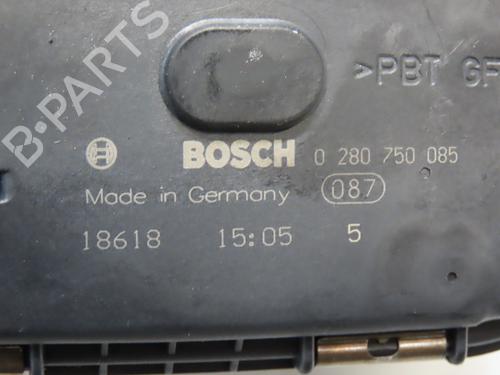 B-PARTS
>PBT GF
BOSCH 0 280 750 085
Made in Germany 087
18618 15:05 5